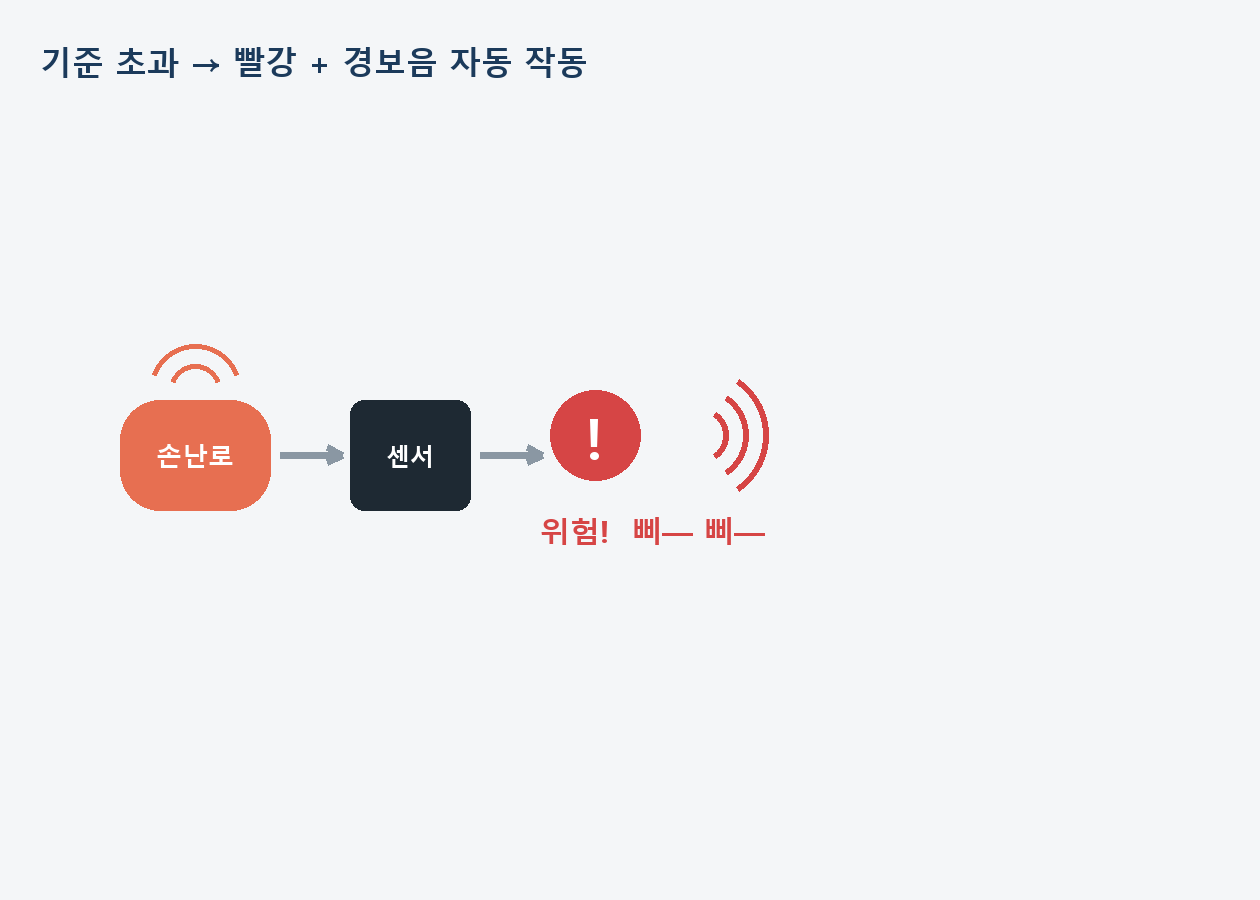 기준 초과 → 빨강 + 경보음 자동 작동
손난로
센서
!
위험! 삐— 삐—